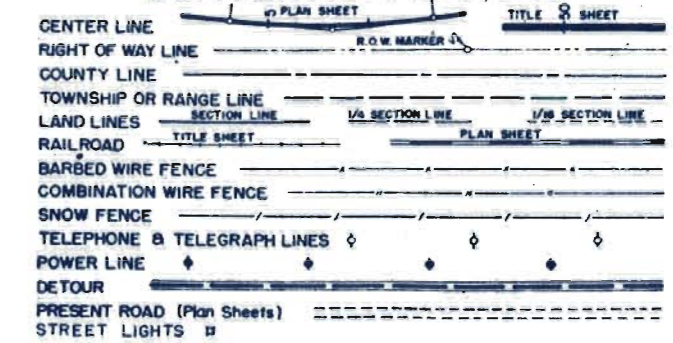 PLAN SHEET TITLE SHEET
CENTER LINE
R.O.W. MARKER
RIGHT OF WAY LINE
COUNTY LINE
TOWNSHIP OR RANGE LINE
LAND LINES SECTION LINE 1/4 SECTION LINE 1/16 SECTION LINE
RAILROAD TITLE SHEET PLAN SHEET
BARBED WIRE FENCE
COMBINATION WIRE FENCE
SNOW FENCE
TELEPHONE & TELEGRAPH LINES
POWER LINE
DETOUR
PRESENT ROAD (Plan Sheets)
STREET LIGHTS